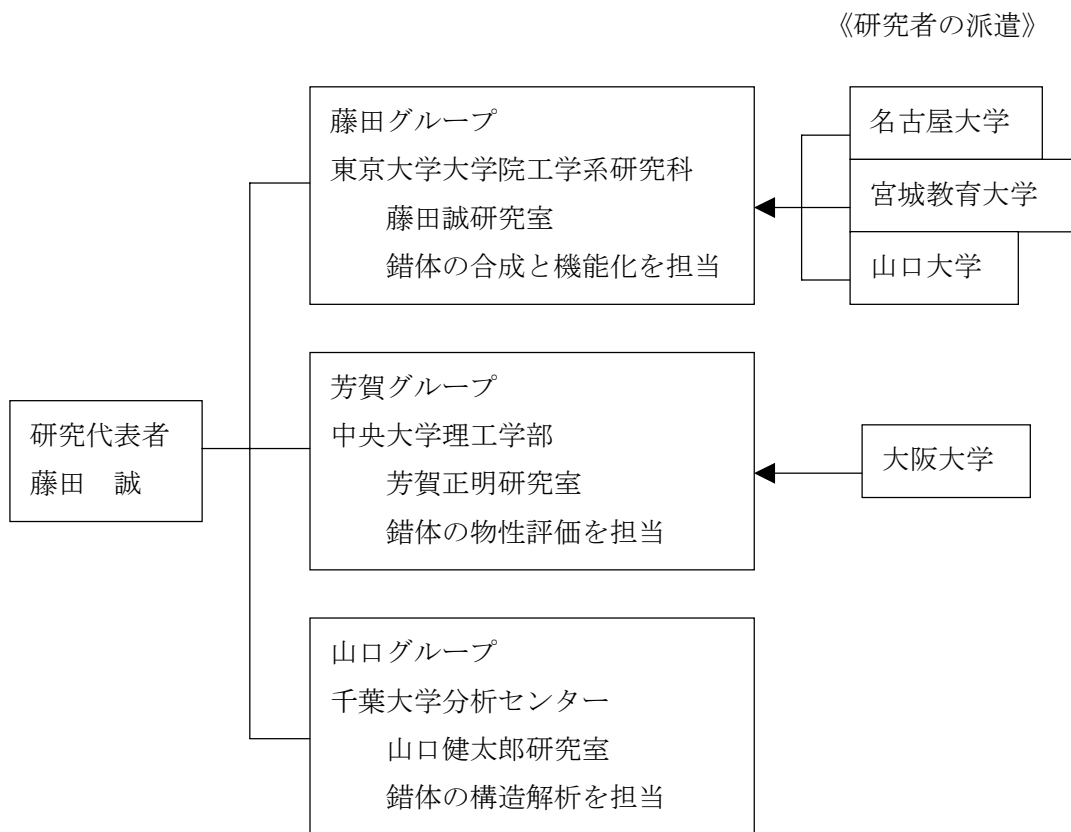 《研究者の派遣》
藤田グループ
東京大学大学院工学系研究科
藤田誠研究室
錯体の合成と機能化を担当
名古屋大学
宮城教育大学
山口大学
研究代表者
藤田　誠
芳賀グループ
中央大学理工学部
芳賀正明研究室
錯体の物性評価を担当
大阪大学
山口グループ
千葉大学分析センター
山口健太郎研究室
錯体の構造解析を担当